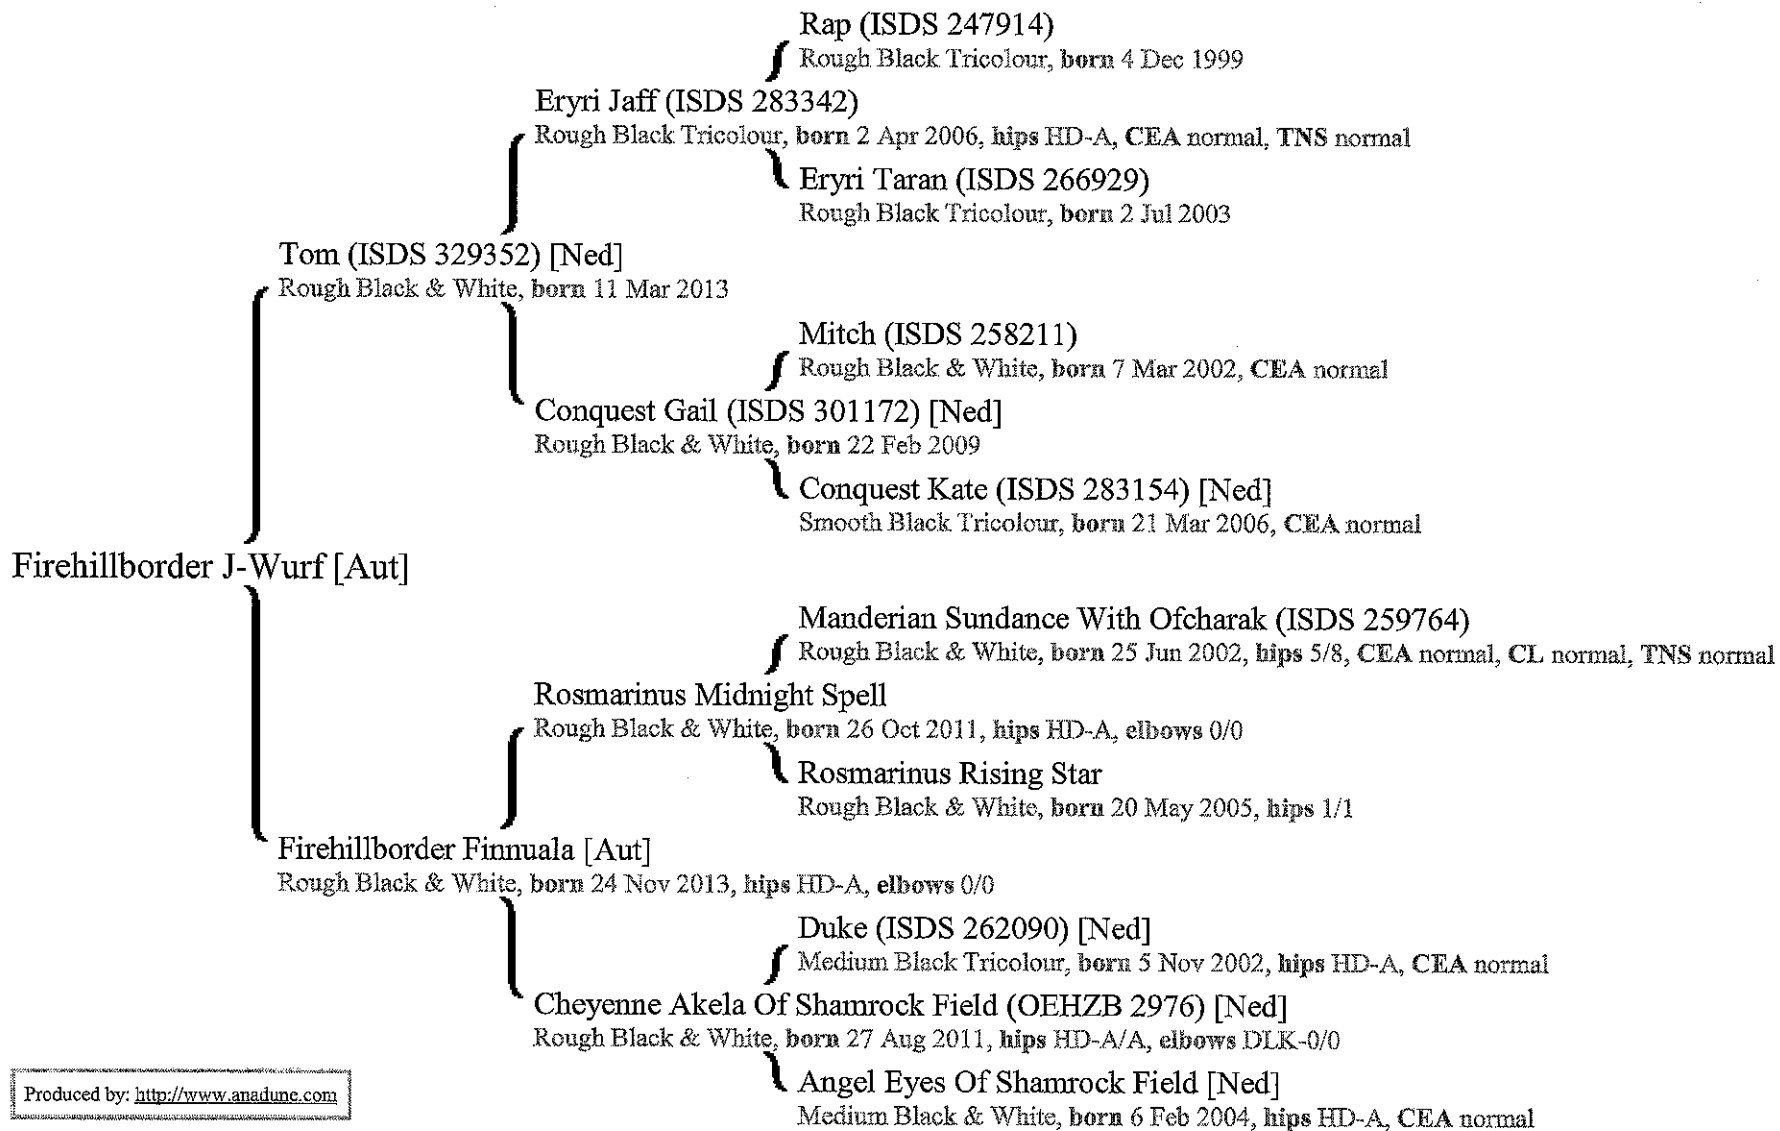 Rap (ISDS 247914)
Rough Black Tricolour, born 4 Dec 1999
Eryri Jaff (ISDS 283342)
Rough Black Tricolour, born 2 Apr 2006, hips HD-A, CEA normal, TNS normal
Eryri Taran (ISDS 266929)
Rough Black Tricolour, born 2 Jul 2003
Tom (ISDS 329352) [Ned]
Rough Black & White, born 11 Mar 2013
Mitch (ISDS 258211)
Rough Black & White, born 7 Mar 2002, CEA normal
Conquest Gail (ISDS 301172) [Ned]
Rough Black & White, born 22 Feb 2009
Conquest Kate (ISDS 283154) [Ned]
Smooth Black Tricolour, born 21 Mar 2006, CEA normal
Firehillborder J-Wurf [Aut]
Manderian Sundance With Ofcharak (ISDS 259764)
Rough Black & White, born 25 Jun 2002, hips 5/8, CEA normal, CL normal, TNS normal
Rosmarinus Midnight Spell
Rough Black & White, born 26 Oct 2011, hips HD-A, elbows 0/0
Rosmarinus Rising Star
Rough Black & White, born 20 May 2005, hips 1/1
Firehillborder Finnuala [Aut]
Rough Black & White, born 24 Nov 2013, hips HD-A, elbows 0/0
Duke (ISDS 262090) [Ned]
Medium Black Tricolour, born 5 Nov 2002, hips HD-A, CEA normal
Cheyenne Akela Of Shamrock Field (OEHZB 2976) [Ned]
Rough Black & White, born 27 Aug 2011, hips HD-A/A, elbows DLK-0/0
Angel Eyes Of Shamrock Field [Ned]
Medium Black & White, born 6 Feb 2004, hips HD-A, CEA normal
Produced by: http://www.anadune.com